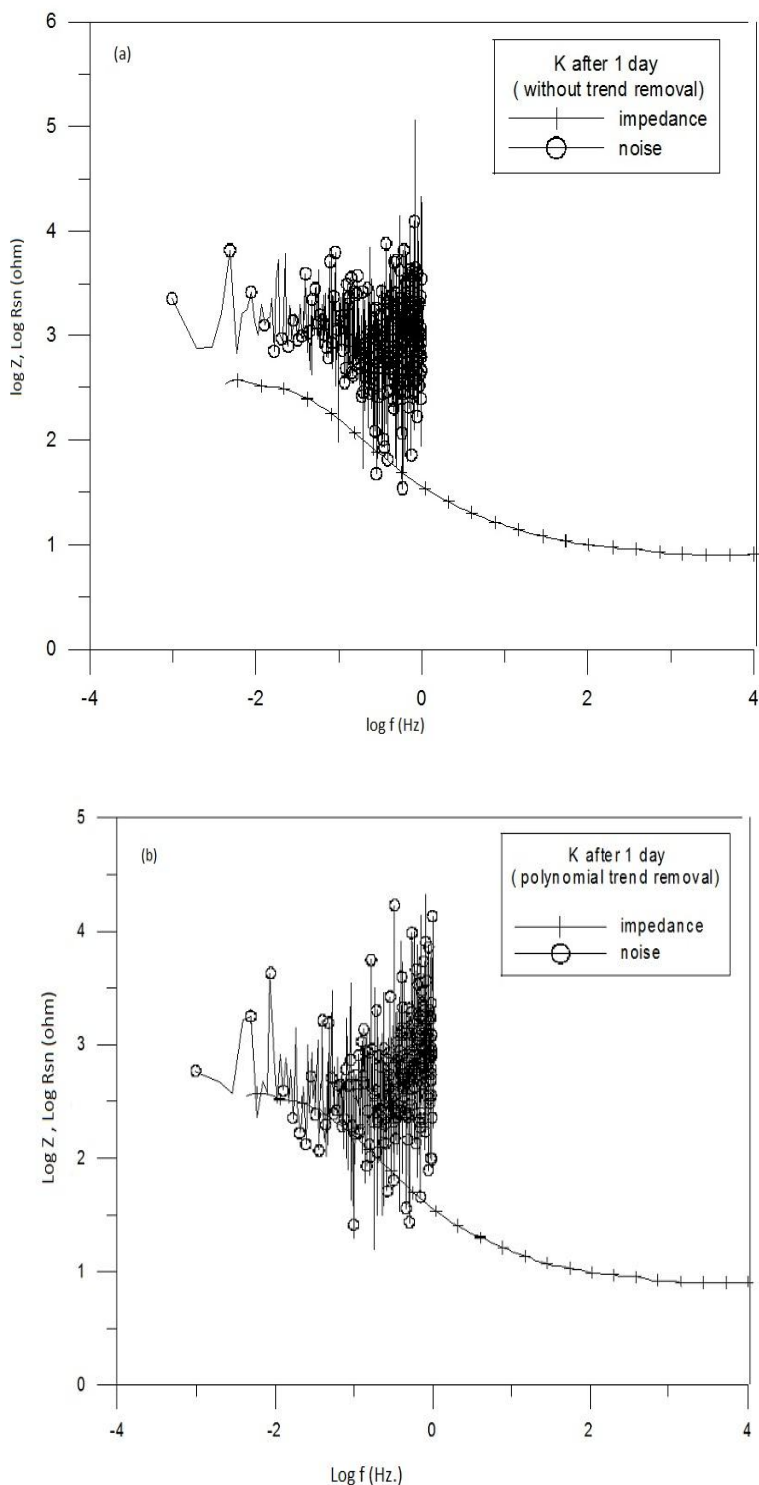 6
(a)
K after 1 day
( without trend removal)
impedance
noise
5
4
3
2
1
0
log Z, Log Rsn (ohm)
-4
-2
0
2
4
log f (Hz)
5
(b)
K after 1 day
( polynomial trend removal)
impedance
noise
4
3
2
1
0
Log Z , Log Rsn (ohm)
-4
-2
0
2
4
Log f (Hz.)